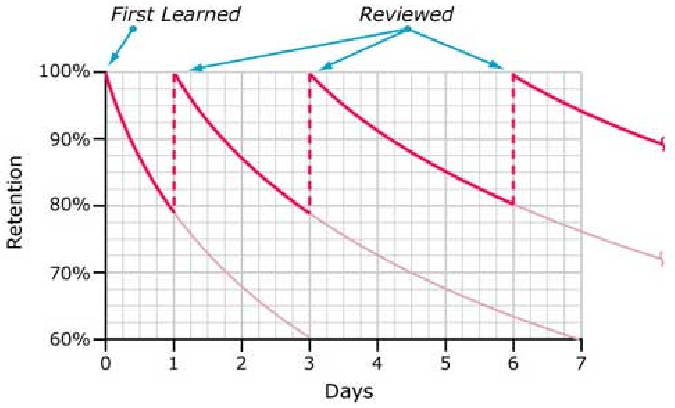 First Learned
Reviewed
100%
90%
80%
70%
60%
Retention
0 1 2 3 4 5 6 7
Days